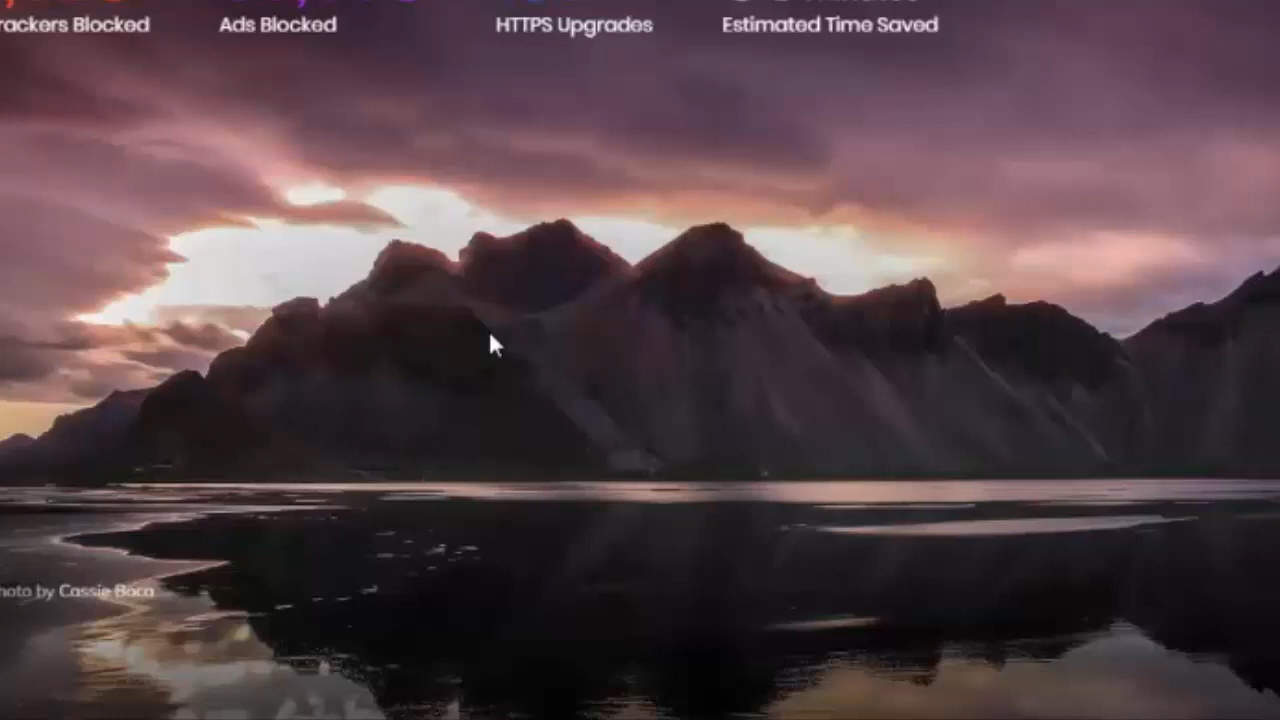 rackers Blocked
Ads Blocked
HTTPS Upgrades
Estimated Time Saved
hoto by Cassie Boca